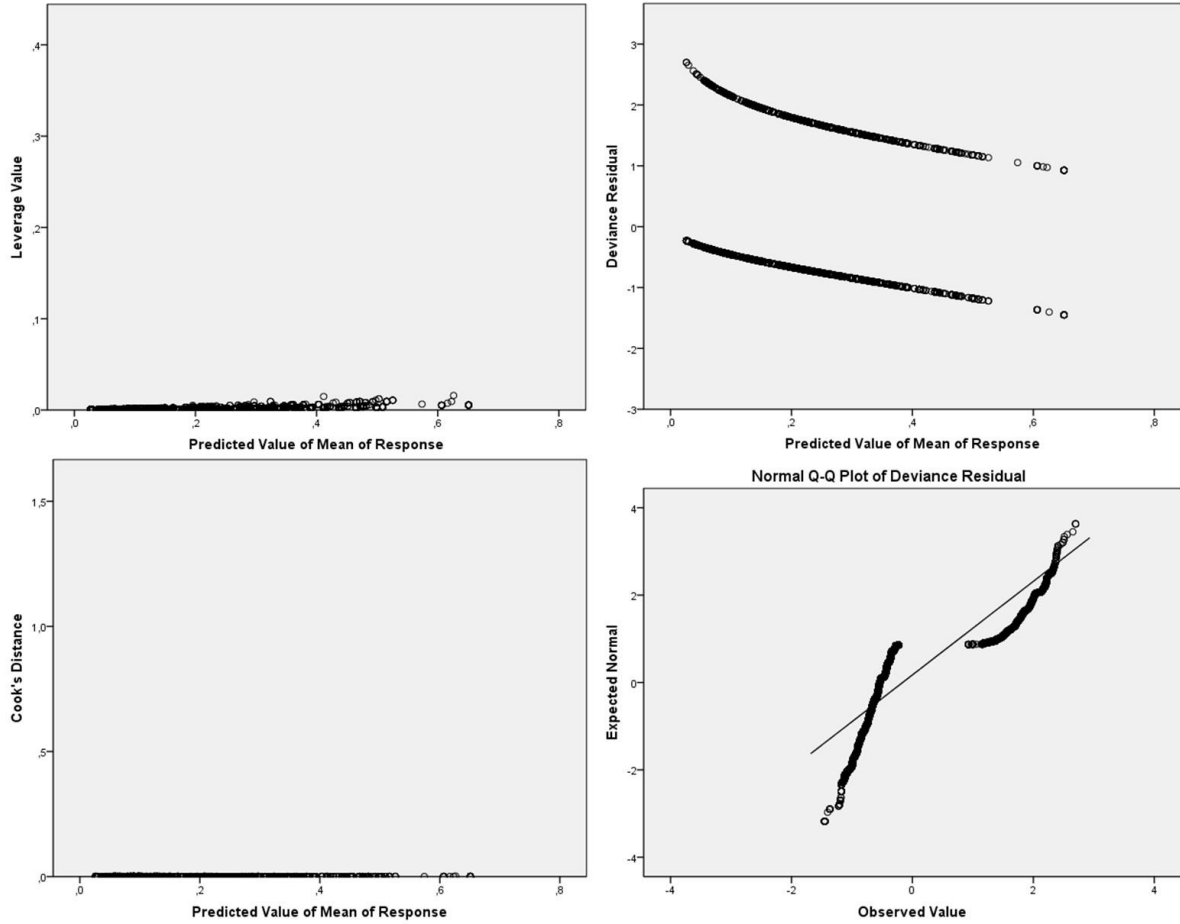 ,4
,3
,2
,1
,0
Leverage Value
,0 ,2 ,4 ,6 ,8
Predicted Value of Mean of Response
3
2
1
0
-1
-2
-3
Deviance Residual
,0 ,2 ,4 ,6 ,8
Predicted Value of Mean of Response
1,5
1,0
,5
,0
Cook's Distance
,0 ,2 ,4 ,6 ,8
Predicted Value of Mean of Response
Normal Q-Q Plot of Deviance Residual
4
2
0
-2
-4
Expected Normal
-4 -2 0 2 4
Observed Value